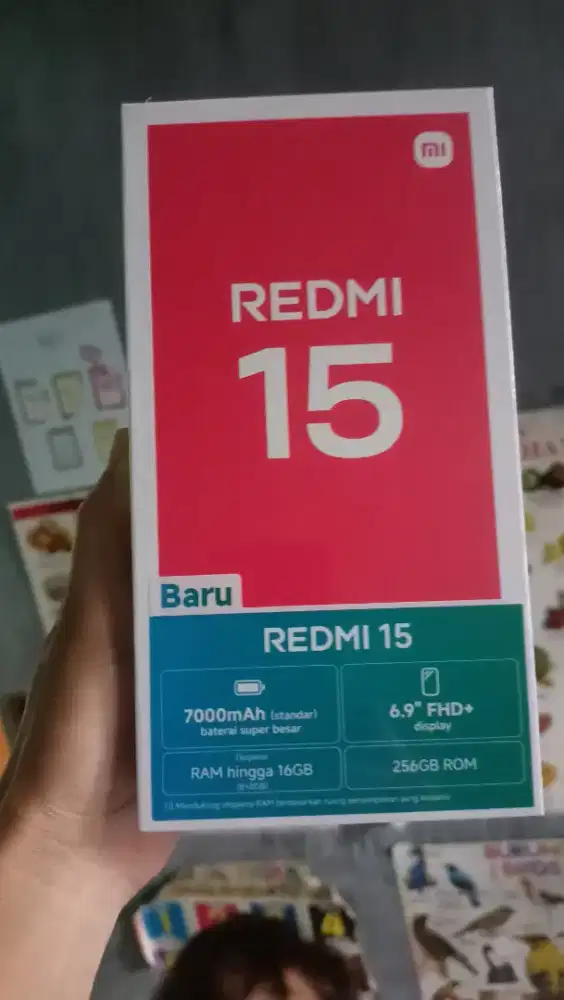 mi
REDMI
15
Baru
REDMI 15
7000mAh (standar)
baterai super besar
6.9" FHD+
display
RAM hingga 16GB
256GB ROM